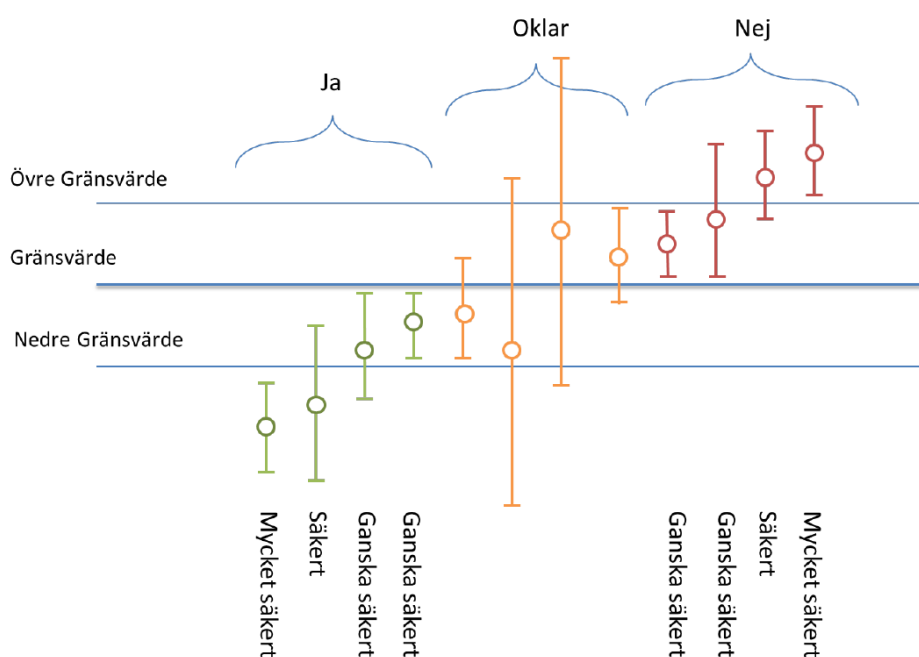 Oklar
Nej
Ja
Övre Gränsvärde
Gränsvärde
Nedre Gränsvärde
Mycket säkert
Säkert
Ganska säkert
Ganska säkert
Ganska säkert
Ganska säkert
Säkert
Mycket säkert